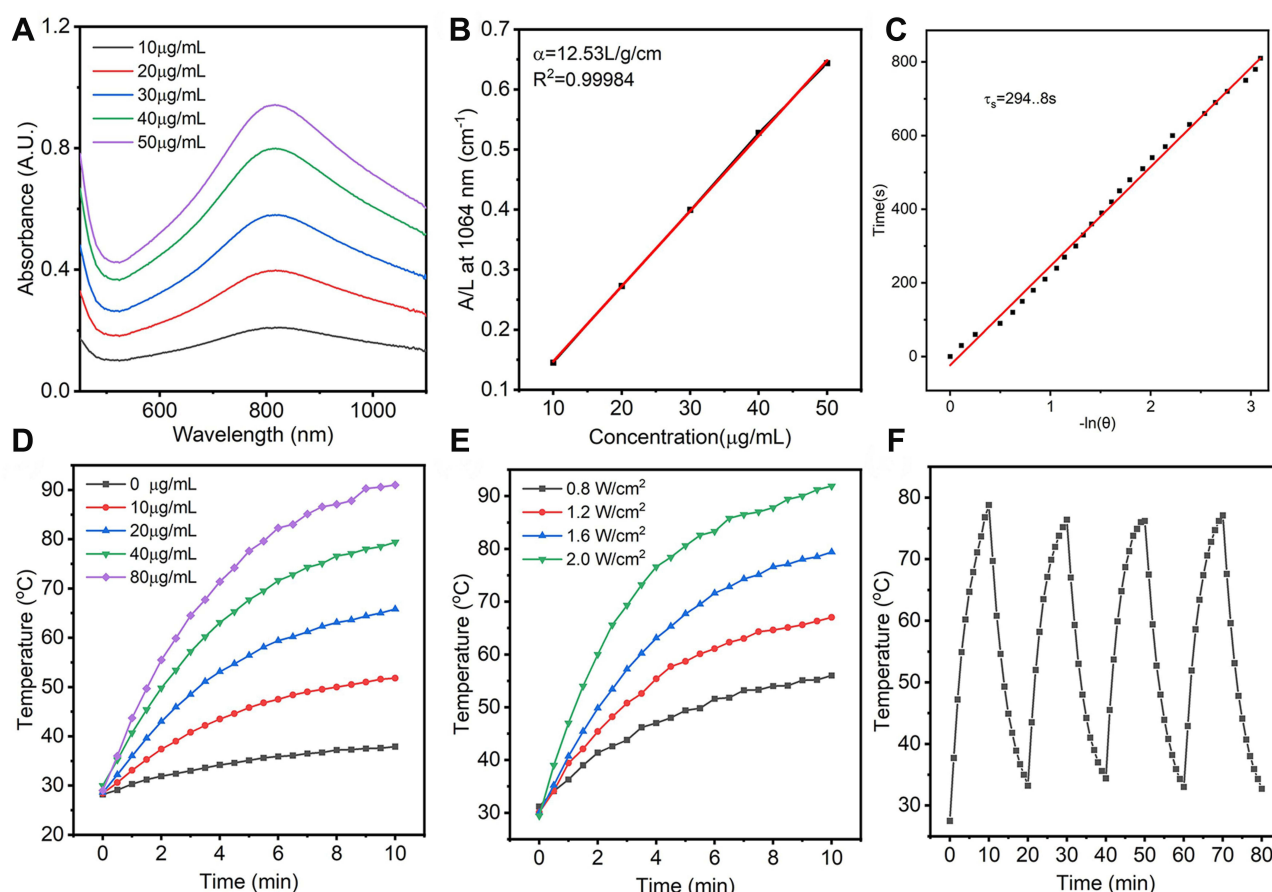 A
1.2
0.8
0.4
0.0
Absorbance (A.U.)
10μg/mL
20μg/mL
30μg/mL
40μg/mL
50μg/mL
600
800
1000
Wavelength (nm)
B
0.7
0.6
0.5
0.4
0.3
0.2
0.1
A/L at 1064 nm (cm⁻¹)
α=12.53L/g/cm
R²=0.99984
10
20
30
40
50
Concentration(μg/mL)
C
800
600
400
200
0
Time(s)
τs=294..8s
0
1
2
3
-ln(θ)
D
90
80
70
60
50
40
30
20
Temperature (°C)
0 μg/mL
10μg/mL
20μg/mL
40μg/mL
80μg/mL
0
2
4
6
8
10
Time (min)
E
90
80
70
60
50
40
30
Temperature (°C)
0.8 W/cm²
1.2 W/cm²
1.6 W/cm²
2.0 W/cm²
0
2
4
6
8
10
Time (min)
F
80
70
60
50
40
30
Temperature (°C)
0
10
20
30
40
50
60
70
80
Time (min)